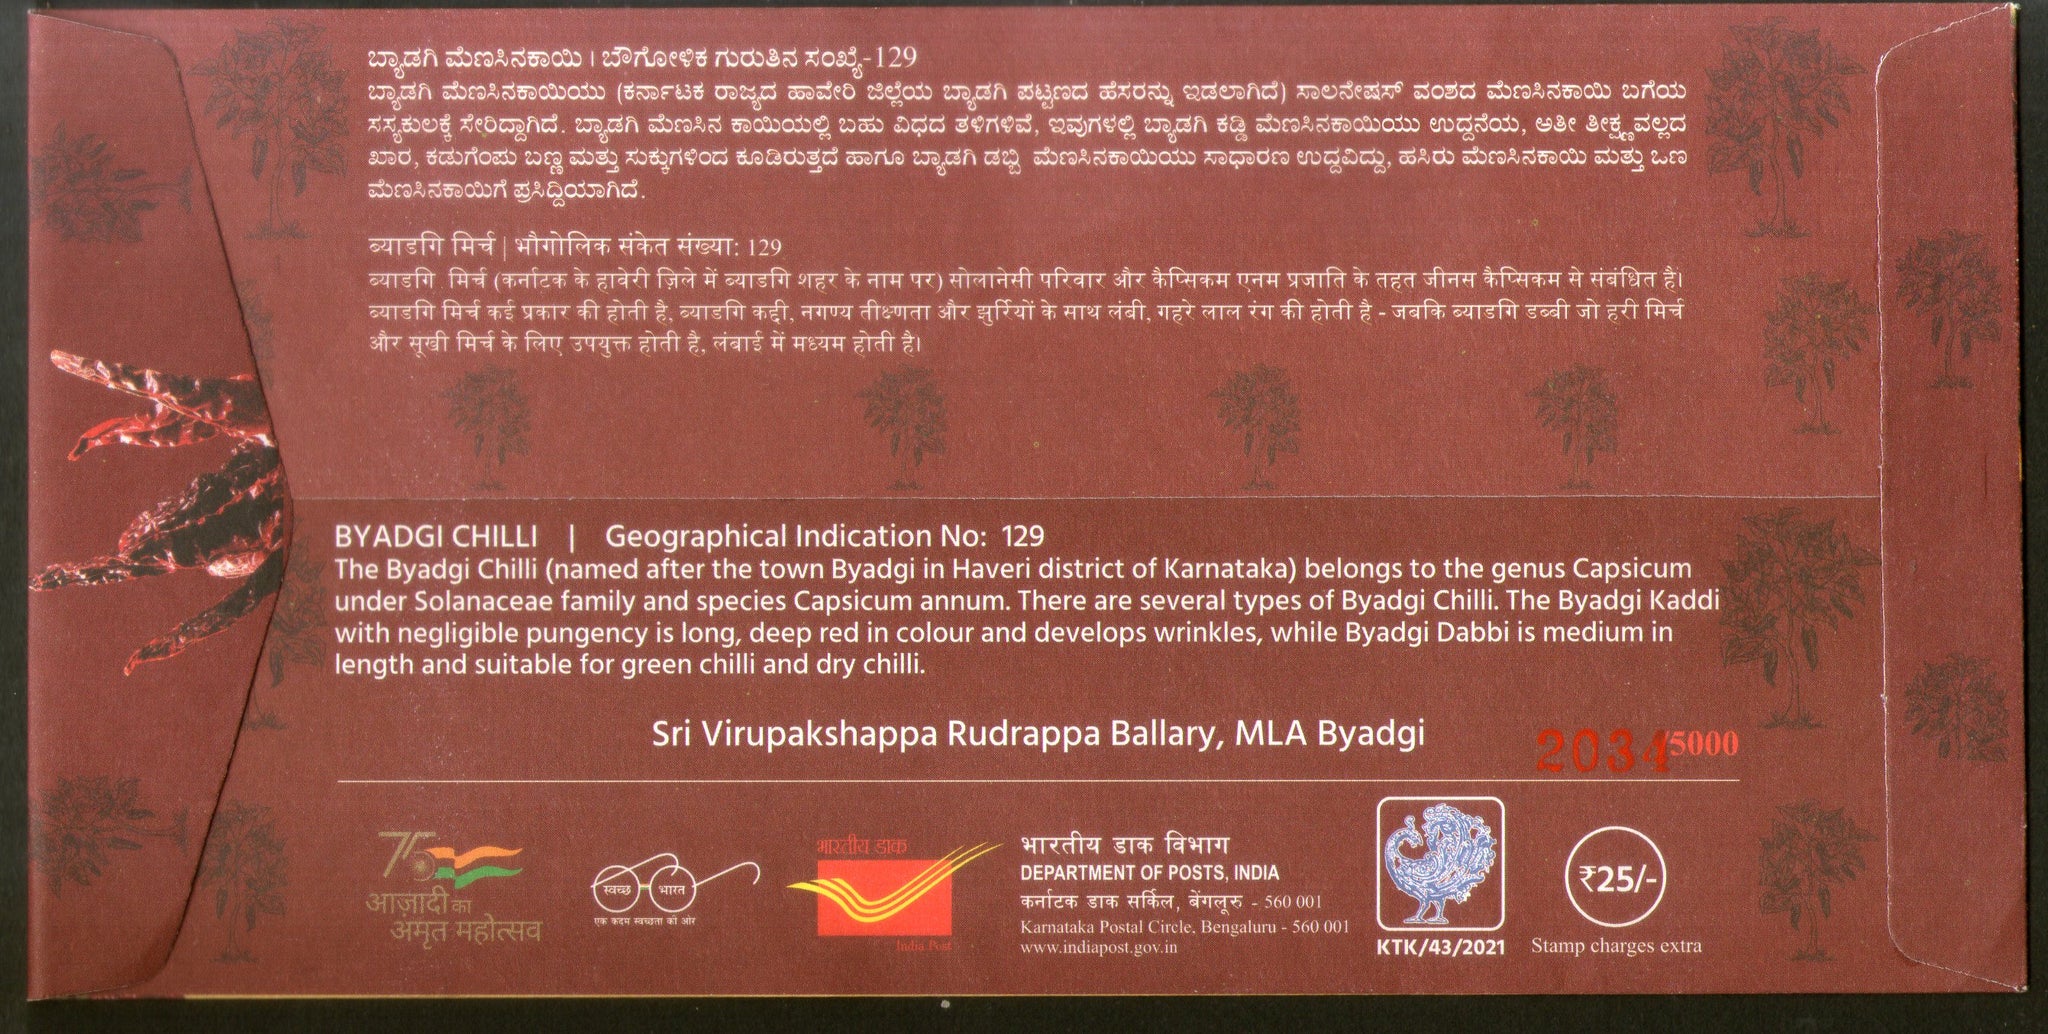 ಬ್ಯಾಡಗಿ ಮೆಣಸಿನಕಾಯಿ । ಬೌಗೋಳಿಕ ಗುರುತಿನ ಸಂಖ್ಯೆ-129
ಬ್ಯಾಡಗಿ ಮೆಣಸಿನಕಾಯಿಯು (ಕರ್ನಾಟಕ ರಾಜ್ಯದ ಹಾವೇರಿ ಜಿಲ್ಲೆಯ ಬ್ಯಾಡಗಿ ಪಟ್ಟಣದ ಹೆಸರನ್ನು ಇಡಲಾಗಿದೆ) ಸಾಲನೇಷಸ್ ವಂಶದ ಮೆಣಸಿನಕಾಯಿ ಬಗೆಯ
ಸಸ್ಯಕುಲಕ್ಕೆ ಸೇರಿದ್ದಾಗಿದೆ. ಬ್ಯಾಡಗಿ ಮೆಣಸಿನ ಕಾಯಿಯಲ್ಲಿ ಬಹು ವಿಧದ ತಳಿಗಳಿವೆ, ಇವುಗಳಲ್ಲಿ ಬ್ಯಾಡಗಿ ಕಡ್ಡಿ ಮೆಣಸಿನಕಾಯಿಯು ಉದ್ದನೆಯ, ಅತೀ ತೀಕ್ಷ್ಣವಲ್ಲದ
ಖಾರ, ಕಡುಗೆಂಪು ಬಣ್ಣ ಮತ್ತು ಸುಕ್ಕುಗಳಿಂದ ಕೂಡಿರುತ್ತದೆ ಹಾಗೂ ಬ್ಯಾಡಗಿ ಡಬ್ಬಿ ಮೆಣಸಿನಕಾಯಿಯು ಸಾಧಾರಣ ಉದ್ದವಿದ್ದು, ಹಸಿರು ಮೆಣಸಿನಕಾಯಿ ಮತ್ತು ಒಣ
ಮೆಣಸಿನಕಾಯಿಗೆ ಪ್ರಸಿದ್ದಿಯಾಗಿದೆ.
ब्याडगि मिर्च | भौगोलिक संकेत संख्या: 129
ब्याडगि मिर्च (कर्नाटक के हावेरी ज़िले में ब्याडगि शहर के नाम पर) सोलानेसी परिवार और कैप्सिकम एनम प्रजाति के तहत जीनस कैप्सिकम से संबंधित है।
ब्याडगि मिर्च कई प्रकार की होती है, ब्याडगि कद्दी, नगण्य तीक्ष्णता और झुर्रियों के साथ लंबी, गहरे लाल रंग की होती है - जबकि ब्याडगि डब्बी जो हरी मिर्च
और सूखी मिर्च के लिए उपयुक्त होती है, लंबाई में मध्यम होती है।
BYADGI CHILLI | Geographical Indication No: 129
The Byadgi Chilli (named after the town Byadgi in Haveri district of Karnataka) belongs to the genus Capsicum
under Solanaceae family and species Capsicum annum. There are several types of Byadgi Chilli. The Byadgi Kaddi
with negligible pungency is long, deep red in colour and develops wrinkles, while Byadgi Dabbi is medium in
length and suitable for green chilli and dry chilli.
Sri Virupakshappa Rudrappa Ballary, MLA Byadgi
2034/5000
75
आज़ादी का
अमृत महोत्सव
स्वच्छ भारत
एक कदम स्वच्छता की ओर
भारतीय डाक
India Post
भारतीय डाक विभाग
DEPARTMENT OF POSTS, INDIA
कर्नाटक डाक सर्किल, बेंगलूरु - 560 001
Karnataka Postal Circle, Bengaluru - 560 001
www.indiapost.gov.in
KTK/43/2021
₹25/-
Stamp charges extra